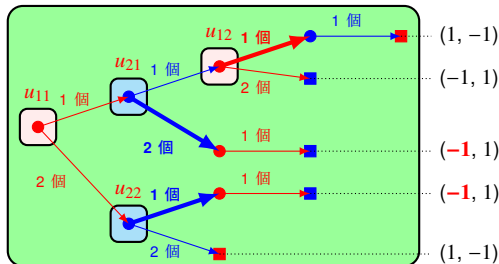 u12 1 個 1 個 (1, −1)
u21 1 個 2 個 (−1, 1)
u11 1 個
2 個 1 個 (−1, 1)
2 個
u22 1 個 1 個 (−1, 1)
2 個 (1, −1)